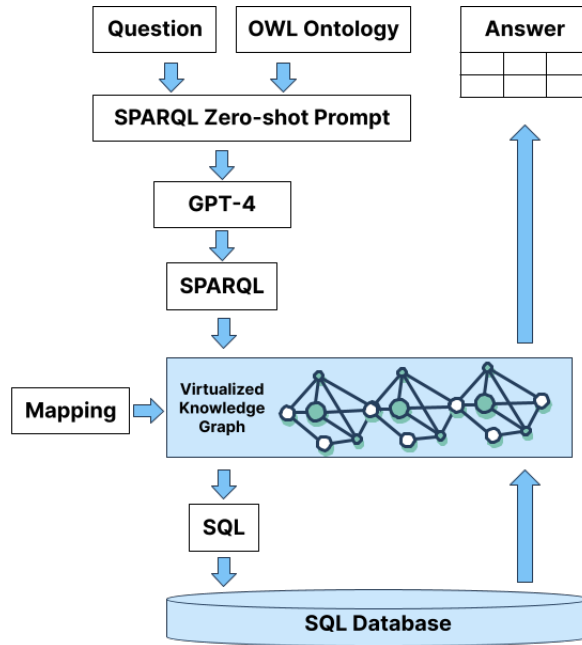 Question
OWL Ontology
Answer
SPARQL Zero-shot Prompt
GPT-4
SPARQL
Mapping
Virtualized
Knowledge
Graph
SQL
SQL Database